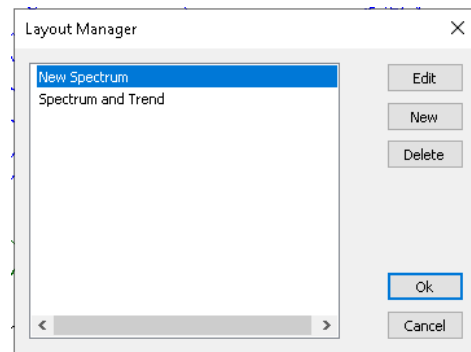 Layout Manager
New Spectrum
Spectrum and Trend
Edit
New
Delete
Ok
Cancel